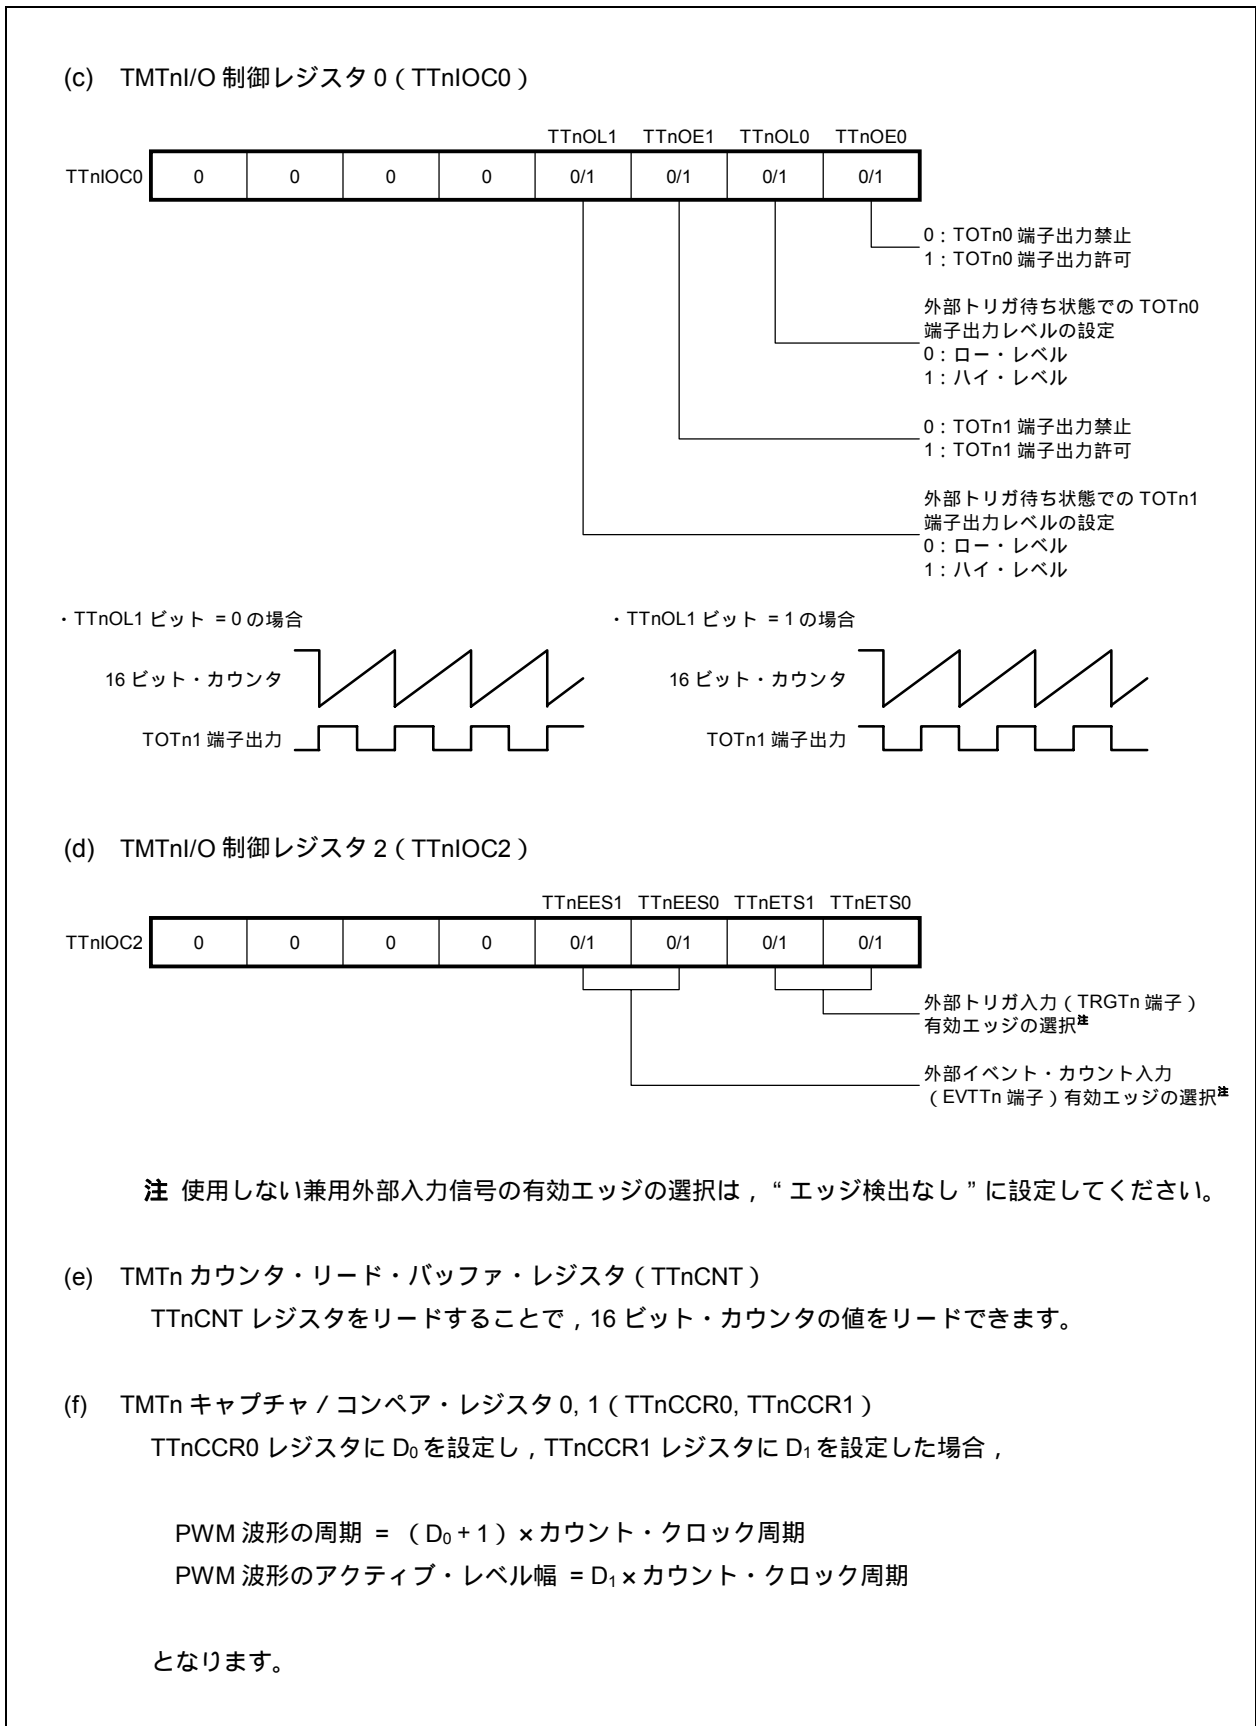 (c) TMTnI/O 制御レジスタ 0（TTnIOC0）
TTnOL1 TTnOE1 TTnOL0 TTnOE0
TTnIOC0 0 0 0 0 0/1 0/1 0/1 0/1
0：TOTn0 端子出力禁止
1：TOTn0 端子出力許可
外部トリガ待ち状態での TOTn0
端子出力レベルの設定
0：ロー・レベル
1：ハイ・レベル
0：TOTn1 端子出力禁止
1：TOTn1 端子出力許可
外部トリガ待ち状態での TOTn1
端子出力レベルの設定
0：ロー・レベル
1：ハイ・レベル
・TTnOL1 ビット = 0 の場合
16 ビット・カウンタ
TOTn1 端子出力
・TTnOL1 ビット = 1 の場合
16 ビット・カウンタ
TOTn1 端子出力
(d) TMTnI/O 制御レジスタ 2（TTnIOC2）
TTnEES1 TTnEES0 TTnETS1 TTnETS0
TTnIOC2 0 0 0 0 0/1 0/1 0/1 0/1
外部トリガ入力（TRGTn 端子）
有効エッジの選択注
外部イベント・カウント入力
（EVTTn 端子）有効エッジの選択注
注 使用しない兼用外部入力信号の有効エッジの選択は，“エッジ検出なし”に設定してください。
(e) TMTn カウンタ・リード・バッファ・レジスタ（TTnCNT）
TTnCNT レジスタをリードすることで，16 ビット・カウンタの値をリードできます。
(f) TMTn キャプチャ／コンペア・レジスタ 0, 1（TTnCCR0, TTnCCR1）
TTnCCR0 レジスタに D₀を設定し，TTnCCR1 レジスタに D₁を設定した場合，
PWM 波形の周期 = （D₀ + 1）× カウント・クロック周期
PWM 波形のアクティブ・レベル幅 = D₁ × カウント・クロック周期
となります。